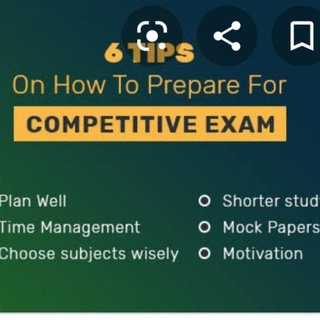 6 TIPS
On How To Prepare For
COMPETITIVE EXAM
Plan Well
Time Management
Choose subjects wisely
Shorter stud
Mock Papers
Motivation